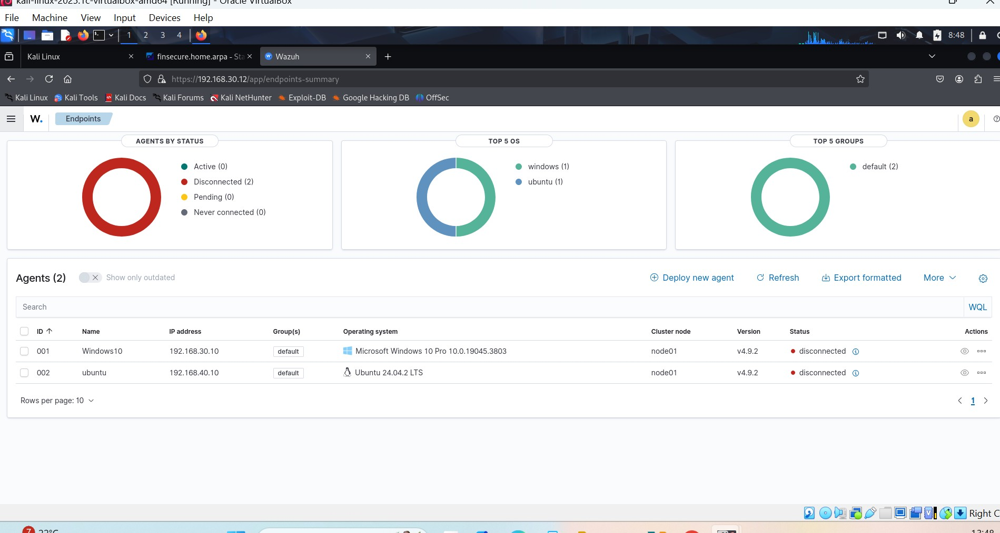 kali-linux-2025.1c-virtualbox-amd64 [Running] - Oracle VirtualBox
File Machine View Input Devices Help
1 2 3 4 8:48
Kali Linux finsecure.home.arpa - Sta Wazuh
https://192.168.30.12/app/endpoints-summary
Kali Linux Kali Tools Kali Docs Kali Forums Kali NetHunter Exploit-DB Google Hacking DB OffSec
W. Endpoints a
AGENTS BY STATUS
Active (0)
Disconnected (2)
Pending (0)
Never connected (0)
TOP 5 OS
windows (1)
ubuntu (1)
TOP 5 GROUPS
default (2)
Agents (2) Show only outdated Deploy new agent Refresh Export formatted More
Search WQL
ID Name IP address Group(s) Operating system Cluster node Version Status Actions
001 Windows10 192.168.30.10 default Microsoft Windows 10 Pro 10.0.19045.3803 node01 v4.9.2 disconnected
002 ubuntu 192.168.40.10 default Ubuntu 24.04.2 LTS node01 v4.9.2 disconnected
Rows per page: 10 1
Right C
7 22°C 13:48